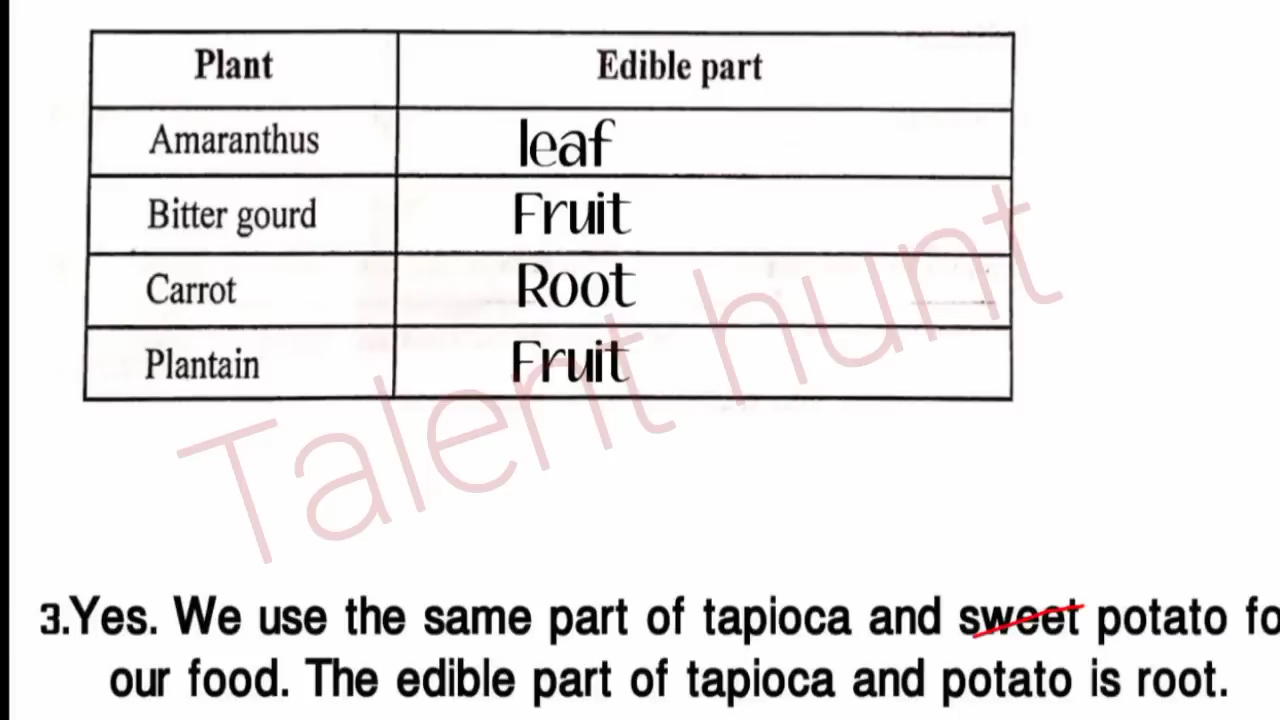 Plant Edible part
Amaranthus leaf
Bitter gourd Fruit
Carrot Root
Plantain Fruit
Talent hunt
3.Yes. We use the same part of tapioca and sweet potato fo
our food. The edible part of tapioca and potato is root.